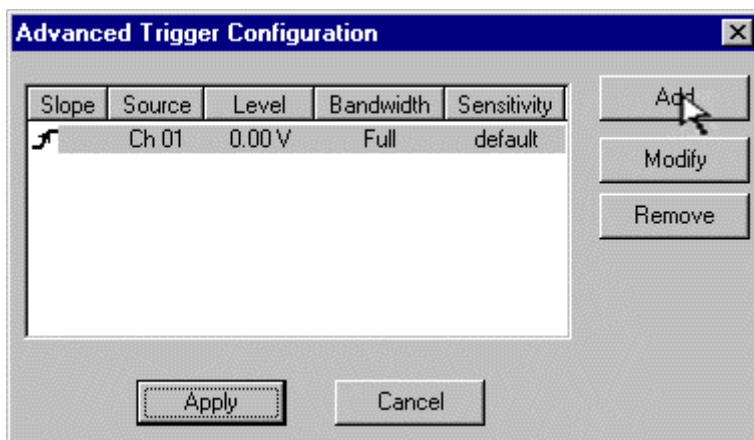 Advanced Trigger Configuration
Slope Source Level Bandwidth Sensitivity
Ch 01 0.00 V Full default
Add
Modify
Remove
Apply Cancel